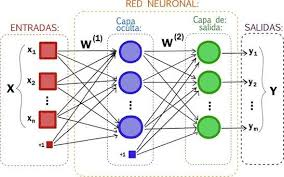 RED NEURONAL:
ENTRADAS:
Capa
oculta:
Capa de
salida:
SALIDAS:
W(1)
W(2)
X
x1
x2
xn
+1
+1
y1
y2
ym
Y